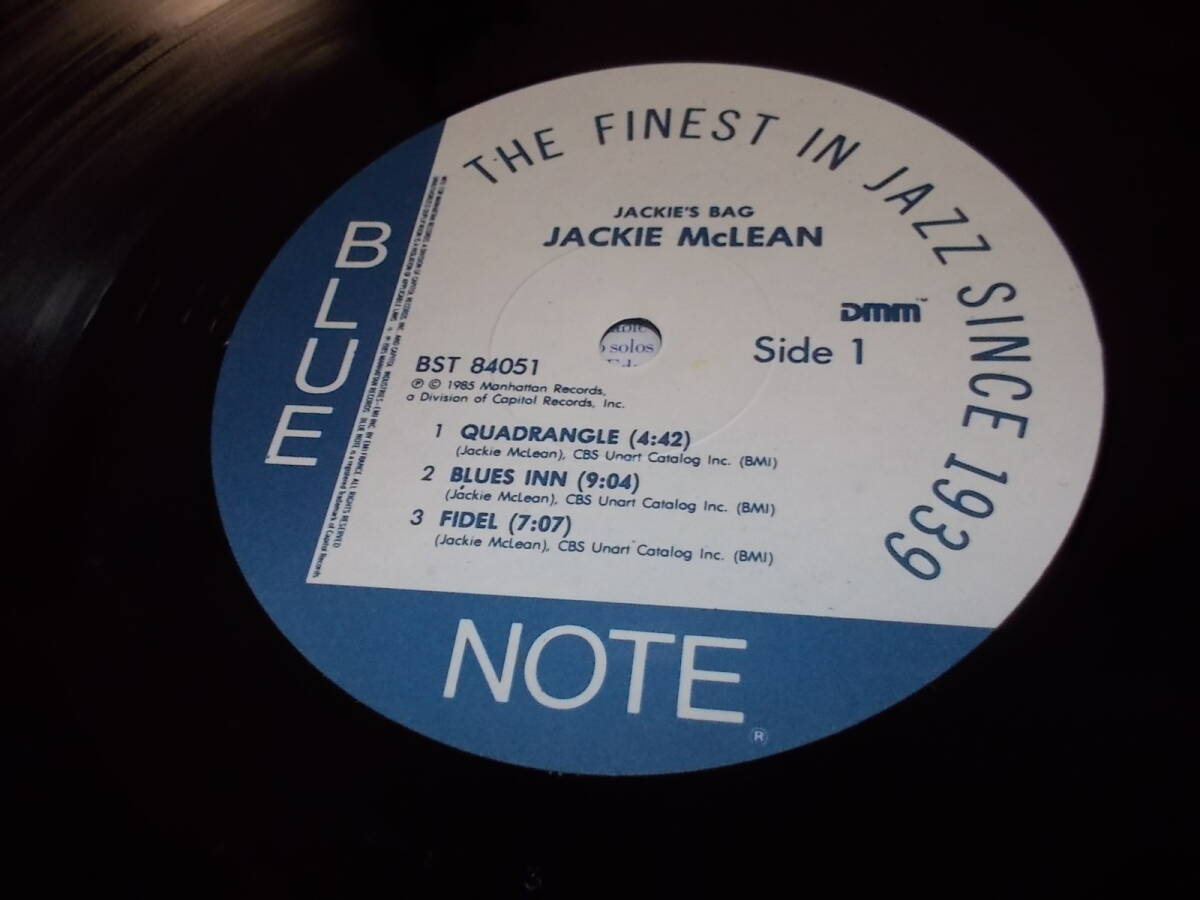 THE FINEST IN JAZZ SINCE 1939
JACKIE'S BAG
JACKIE McLEAN
DMM™
Side 1
BST 84051
℗ © 1985 Manhattan Records,
a Division of Capitol Records, Inc.
1 QUADRANGLE (4:42)
(Jackie McLean), CBS Unart Catalog Inc. (BMI)
2 BLUES INN (9:04)
(Jackie McLean), CBS Unart Catalog Inc. (BMI)
3 FIDEL (7:07)
(Jackie McLean), CBS Unart Catalog Inc. (BMI)
solos
BLUE
NOTE®